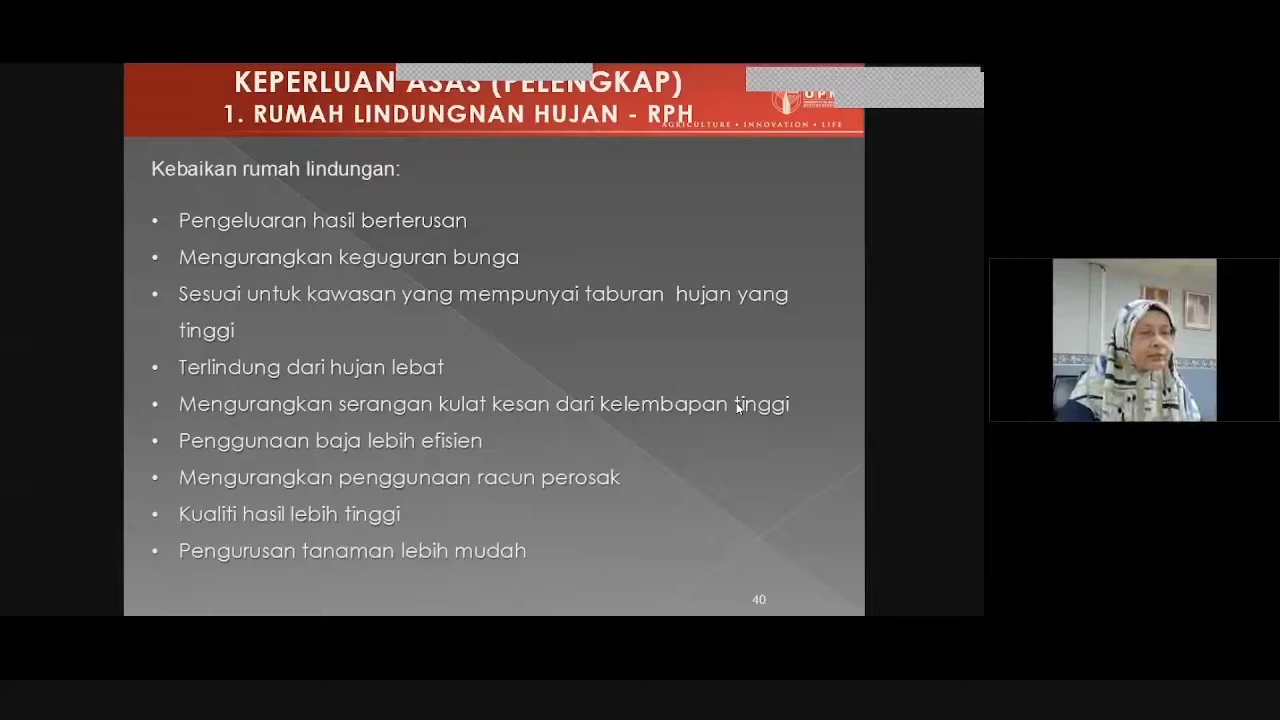 KEPERLUAN ASAS (PELENGKAP)
1. RUMAH LINDUNGNAN HUJAN - RPH
UPM
AGRICULTURE • INNOVATION • LIFE
Kebaikan rumah lindungan:
• Pengeluaran hasil berterusan
• Mengurangkan keguguran bunga
• Sesuai untuk kawasan yang mempunyai taburan hujan yang
tinggi
• Terlindung dari hujan lebat
• Mengurangkan serangan kulat kesan dari kelembapan tinggi
• Penggunaan baja lebih efisien
• Mengurangkan penggunaan racun perosak
• Kualiti hasil lebih tinggi
• Pengurusan tanaman lebih mudah
40